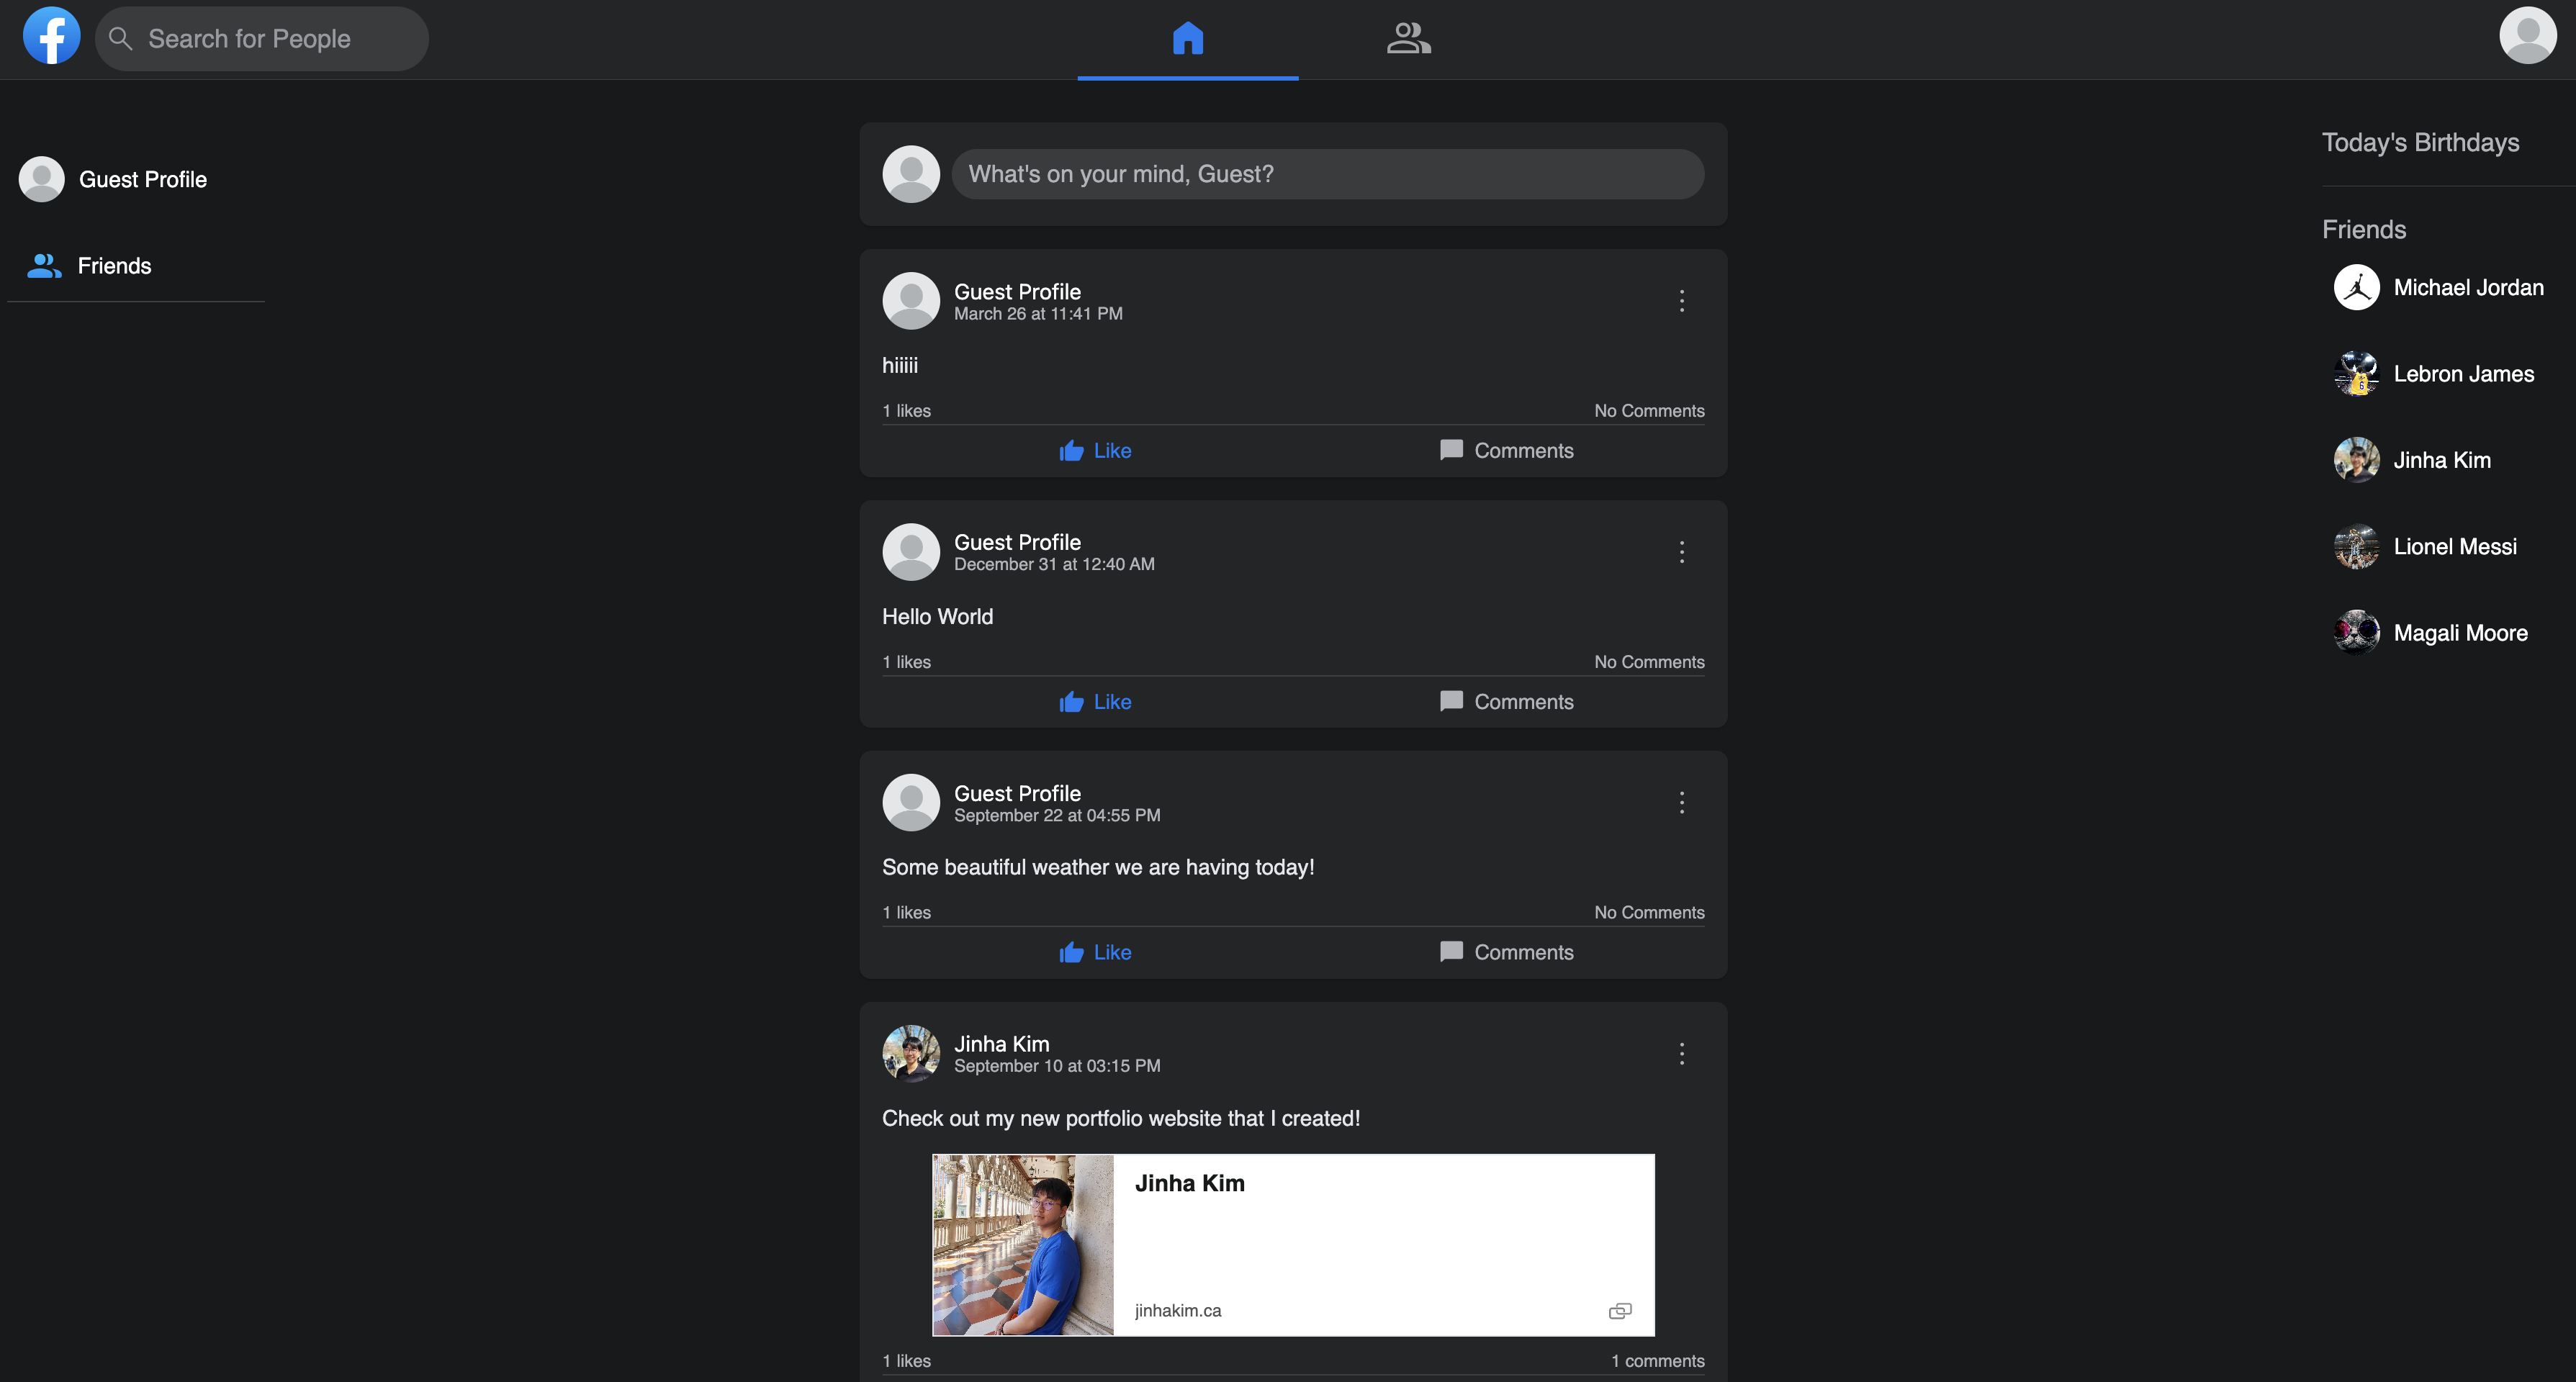 Search for People
Guest Profile
Friends
What's on your mind, Guest?
Guest Profile
March 26 at 11:41 PM
hiiiii
1 likes
No Comments
Like
Comments
Guest Profile
December 31 at 12:40 AM
Hello World
1 likes
No Comments
Like
Comments
Guest Profile
September 22 at 04:55 PM
Some beautiful weather we are having today!
1 likes
No Comments
Like
Comments
Jinha Kim
September 10 at 03:15 PM
Check out my new portfolio website that I created!
Jinha Kim
jinhakim.ca
1 likes
1 comments
Today's Birthdays
Friends
Michael Jordan
Lebron James
Jinha Kim
Lionel Messi
Magali Moore